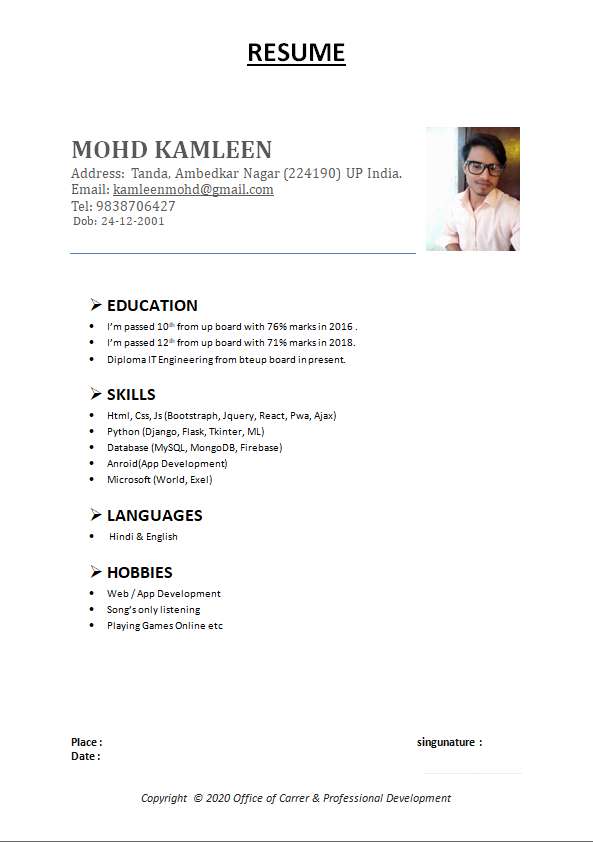 RESUME
MOHD KAMLEEN
Address:  Tanda, Ambedkar Nagar (224190) UP India.
Email: kamleenmohd@gmail.com
Tel: 9838706427
Dob: 24-12-2001
➢ EDUCATION
• I’m passed 10th from up board with 76% marks in 2016 .
• I’m passed 12th from up board with 71% marks in 2018.
• Diploma IT Engineering from bteup board in present.
➢ SKILLS
• Html, Css, Js (Bootstraph, Jquery, React, Pwa, Ajax)
• Python (Django, Flask, Tkinter, ML)
• Database (MySQL, MongoDB, Firebase)
• Anroid(App Development)
• Microsoft (World, Exel)
➢ LANGUAGES
• Hindi & English
➢ HOBBIES
• Web / App Development
• Song’s only listening
• Playing Games Online etc
Place : singunature :
Date :
Copyright © 2020 Office of Carrer & Professional Development